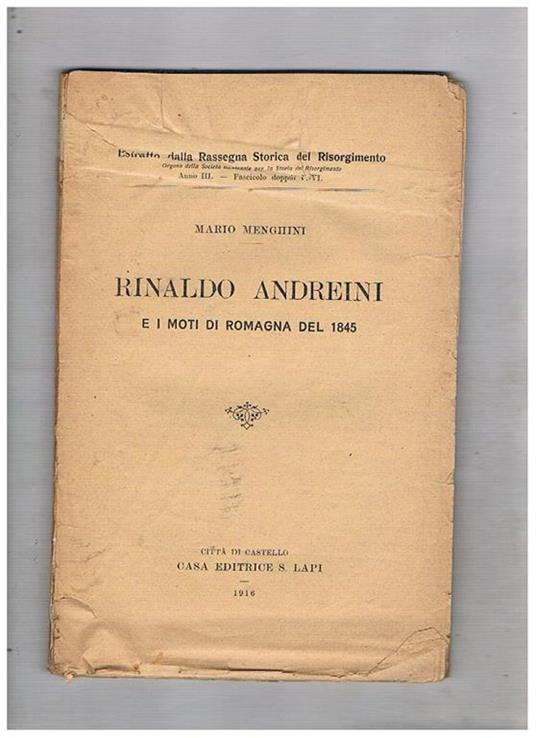 Estratto dalla Rassegna Storica del Risorgimento
Organo della Società Nazionale per la Storia del Risorgimento
Anno III. — Fascicolo doppio V-VI.
MARIO MENGHINI
RINALDO ANDREINI
E I MOTI DI ROMAGNA DEL 1845
CITTÀ DI CASTELLO
CASA EDITRICE S. LAPI
1916